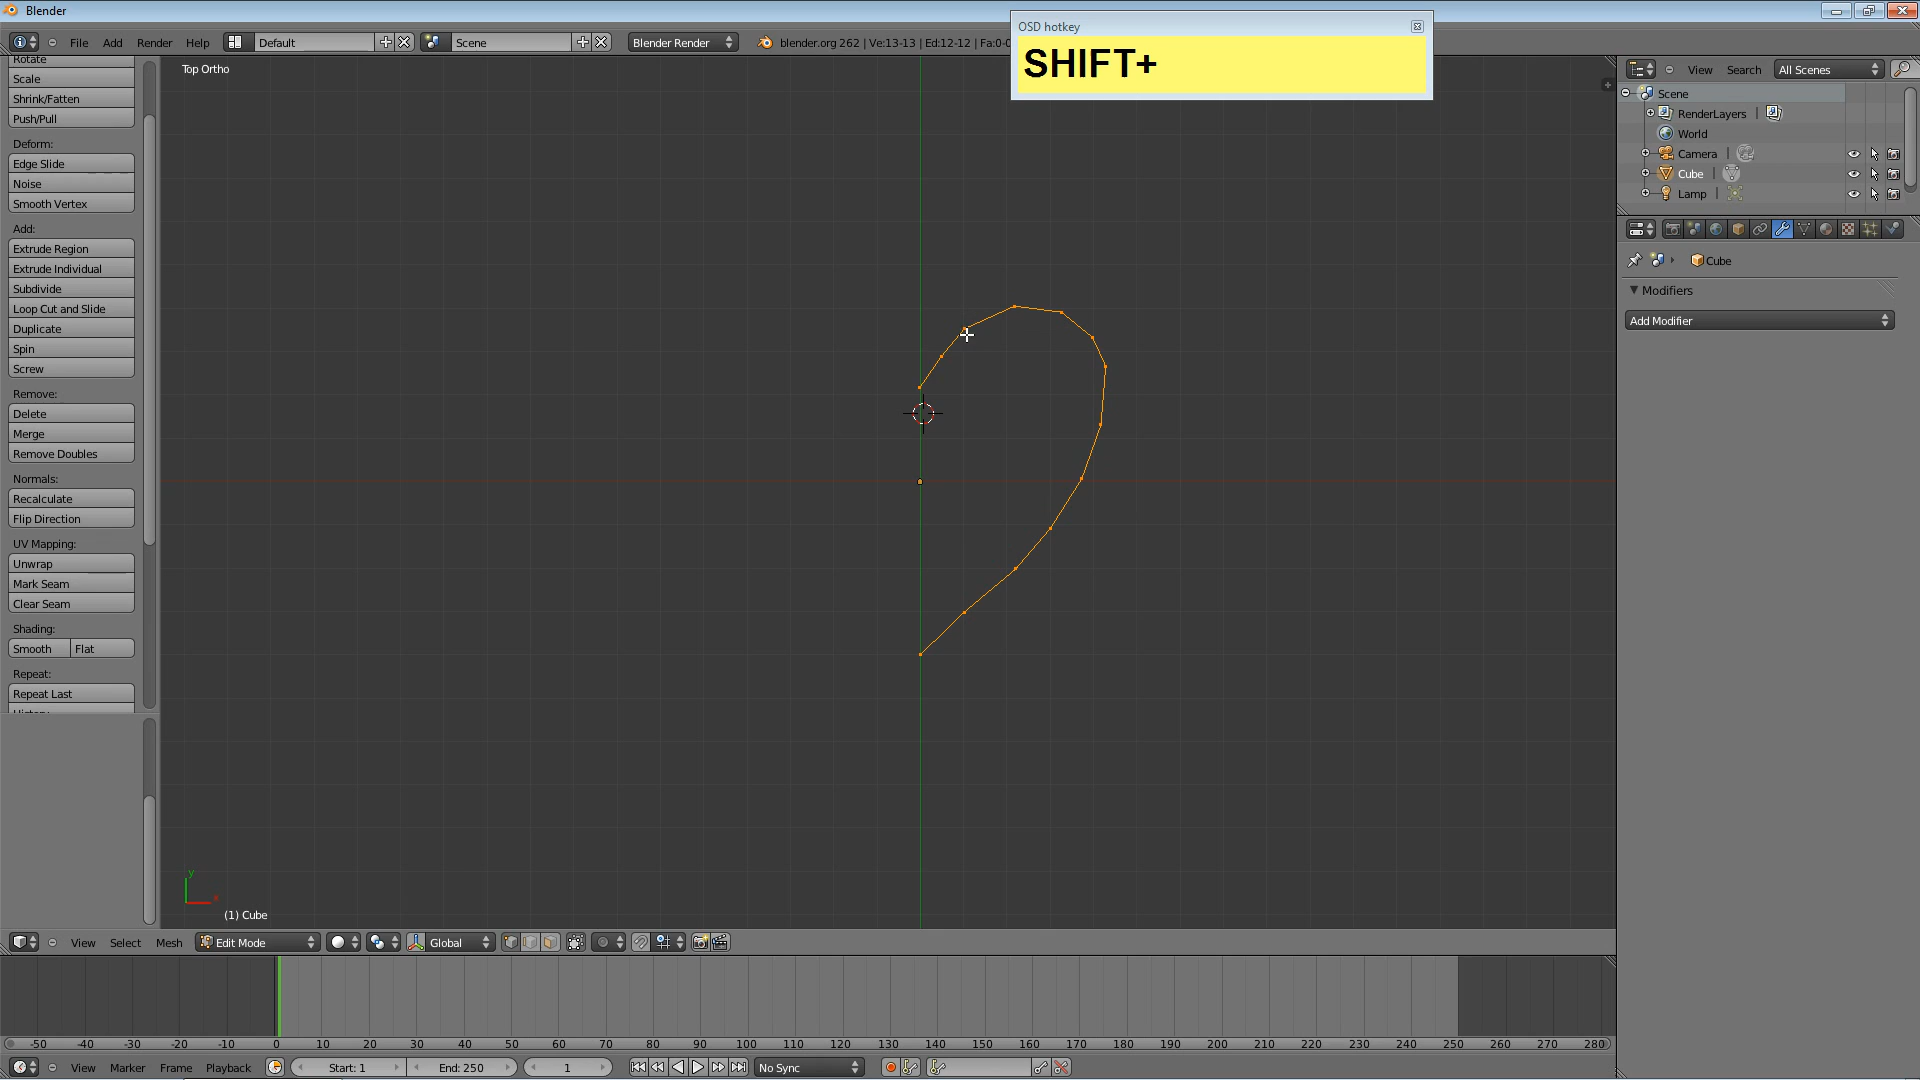 Blender
OSD hotkey
SHIFT+
File Add Render Help Default Scene Blender Render blender.org 262 | Ve:13-13 | Ed:12-12 | Fa:0-0
Top Ortho
Rotate
Scale
Shrink/Fatten
Push/Pull
Deform:
Edge Slide
Noise
Smooth Vertex
Add:
Extrude Region
Extrude Individual
Subdivide
Loop Cut and Slide
Duplicate
Spin
Screw
Remove:
Delete
Merge
Remove Doubles
Normals:
Recalculate
Flip Direction
UV Mapping:
Unwrap
Mark Seam
Clear Seam
Shading:
Smooth Flat
Repeat:
Repeat Last
View Search All Scenes
Scene
RenderLayers
World
Camera
Cube
Lamp
Cube
Modifiers
Add Modifier
y
x
(1) Cube
View Select Mesh Edit Mode Global
-50 -40 -30 -20 -10 0 10 20 30 40 50 60 70 80 90 100 110 120 130 140 150 160 170 180 190 200 210 220 230 240 250 260 270 280
View Marker Frame Playback Start: 1 End: 250 1 No Sync